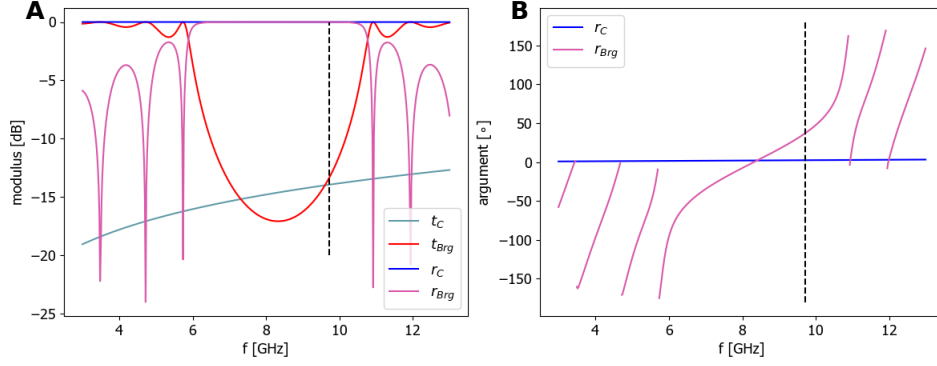 A
modulus [dB]
0
−5
−10
−15
−20
−25
4
6
8
10
12
f [GHz]
t_C
t_Brg
r_C
r_Brg
B
argument [∘]
150
100
50
0
−50
−100
−150
4
6
8
10
12
f [GHz]
r_C
r_Brg